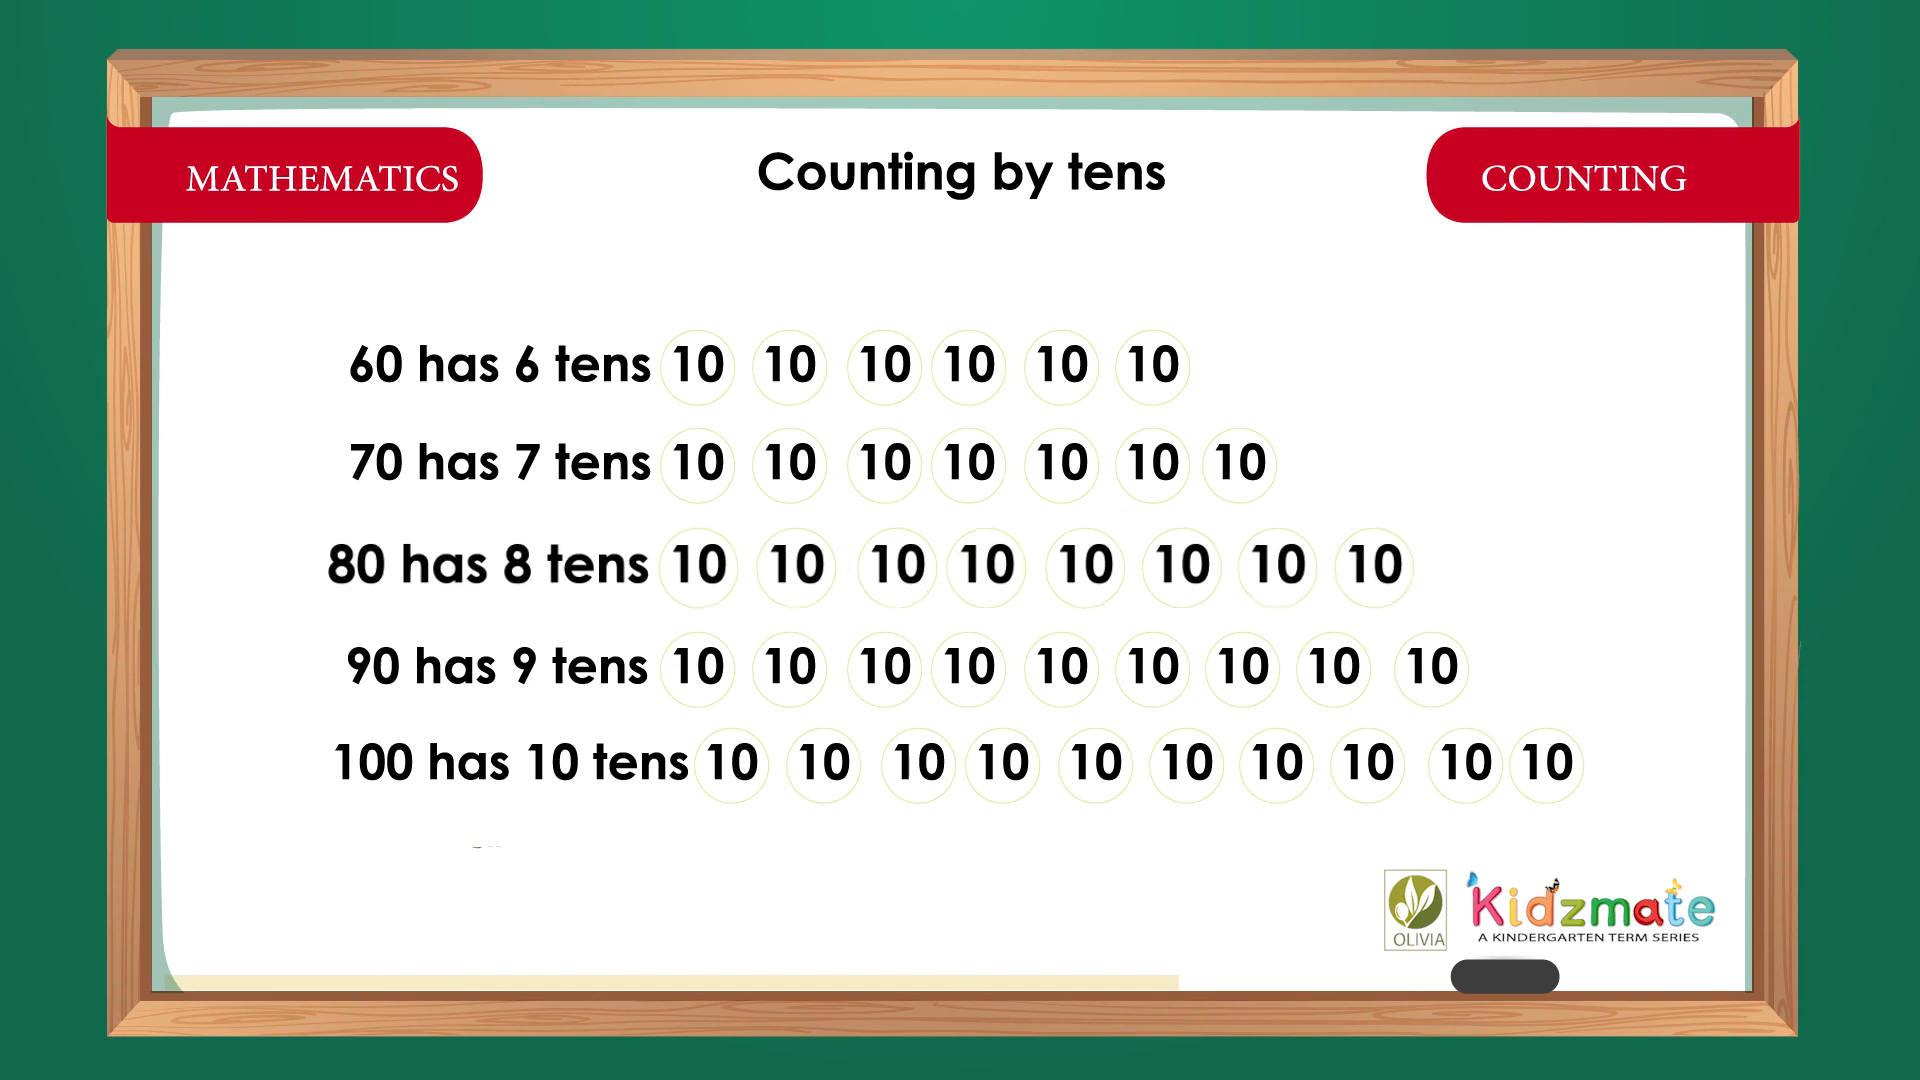 MATHEMATICS
Counting by tens
COUNTING
60 has 6 tens 10 10 10 10 10 10
70 has 7 tens 10 10 10 10 10 10 10
80 has 8 tens 10 10 10 10 10 10 10 10
90 has 9 tens 10 10 10 10 10 10 10 10 10
100 has 10 tens 10 10 10 10 10 10 10 10 10 10
OLIVIA
Kidzmate
A KINDERGARTEN TERM SERIES